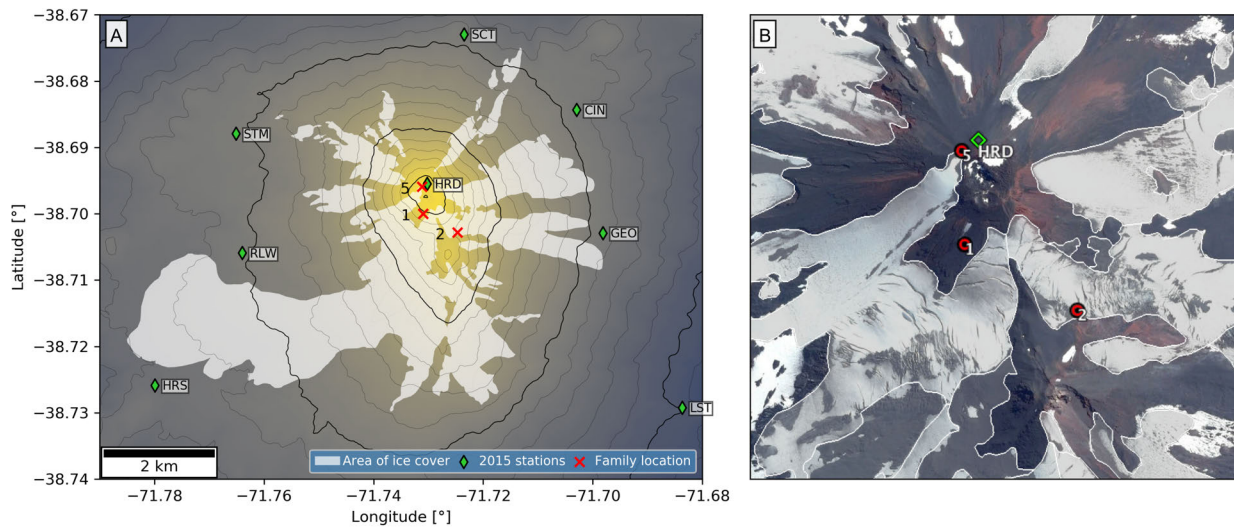 A
B
−38.67
−38.68
−38.69
−38.70
−38.71
−38.72
−38.73
−38.74
Latitude [°]
SCT
CIN
STM
HRD
5
1
2
GEO
RLW
HRS
LST
2 km
Area of ice cover
2015 stations
Family location
−71.78
−71.76
−71.74
−71.72
−71.70
−71.68
Longitude [°]
5
HRD
1
2